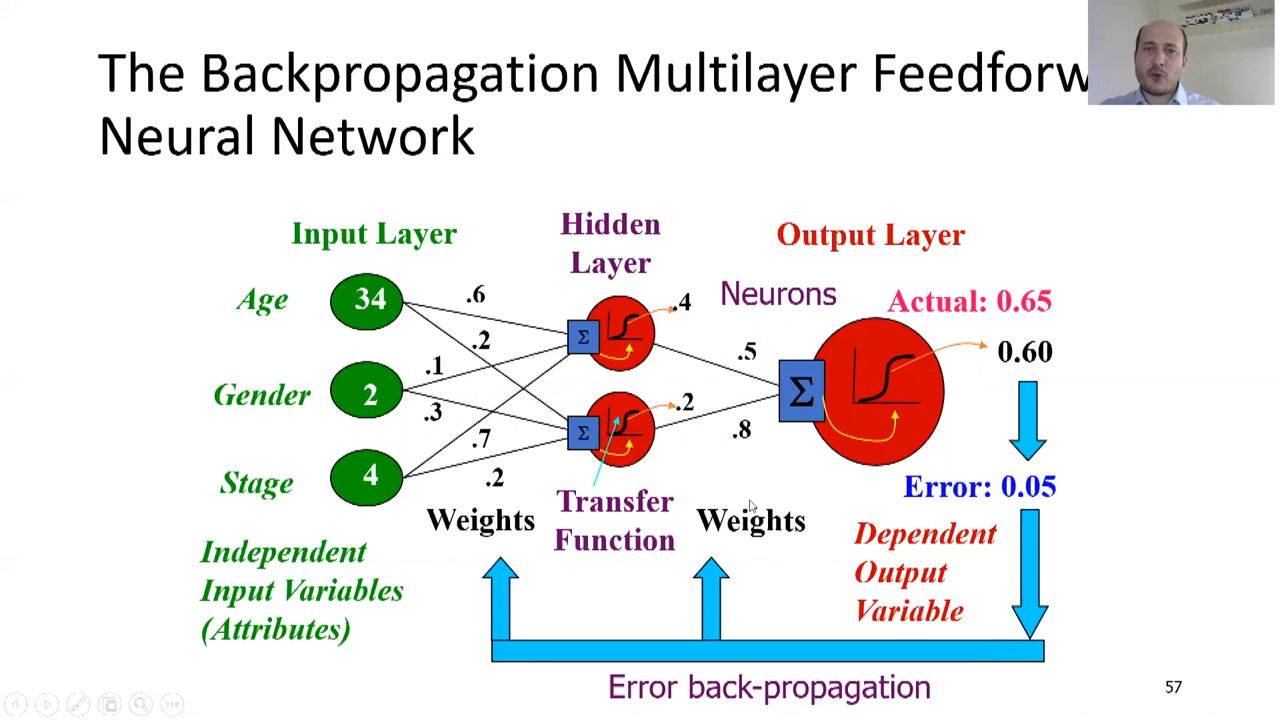 The Backpropagation Multilayer Feedforw
Neural Network
Input Layer
Hidden
Layer
Output Layer
Age
34
.6
.4
Neurons
Actual: 0.65
Σ
.2
.5
0.60
.1
Gender
2
Σ
.3
.2
Σ
.8
.7
Stage
4
.2
Error: 0.05
Weights
Transfer
Function
Weights
Independent
Input Variables
(Attributes)
Dependent
Output
Variable
Error back-propagation
57